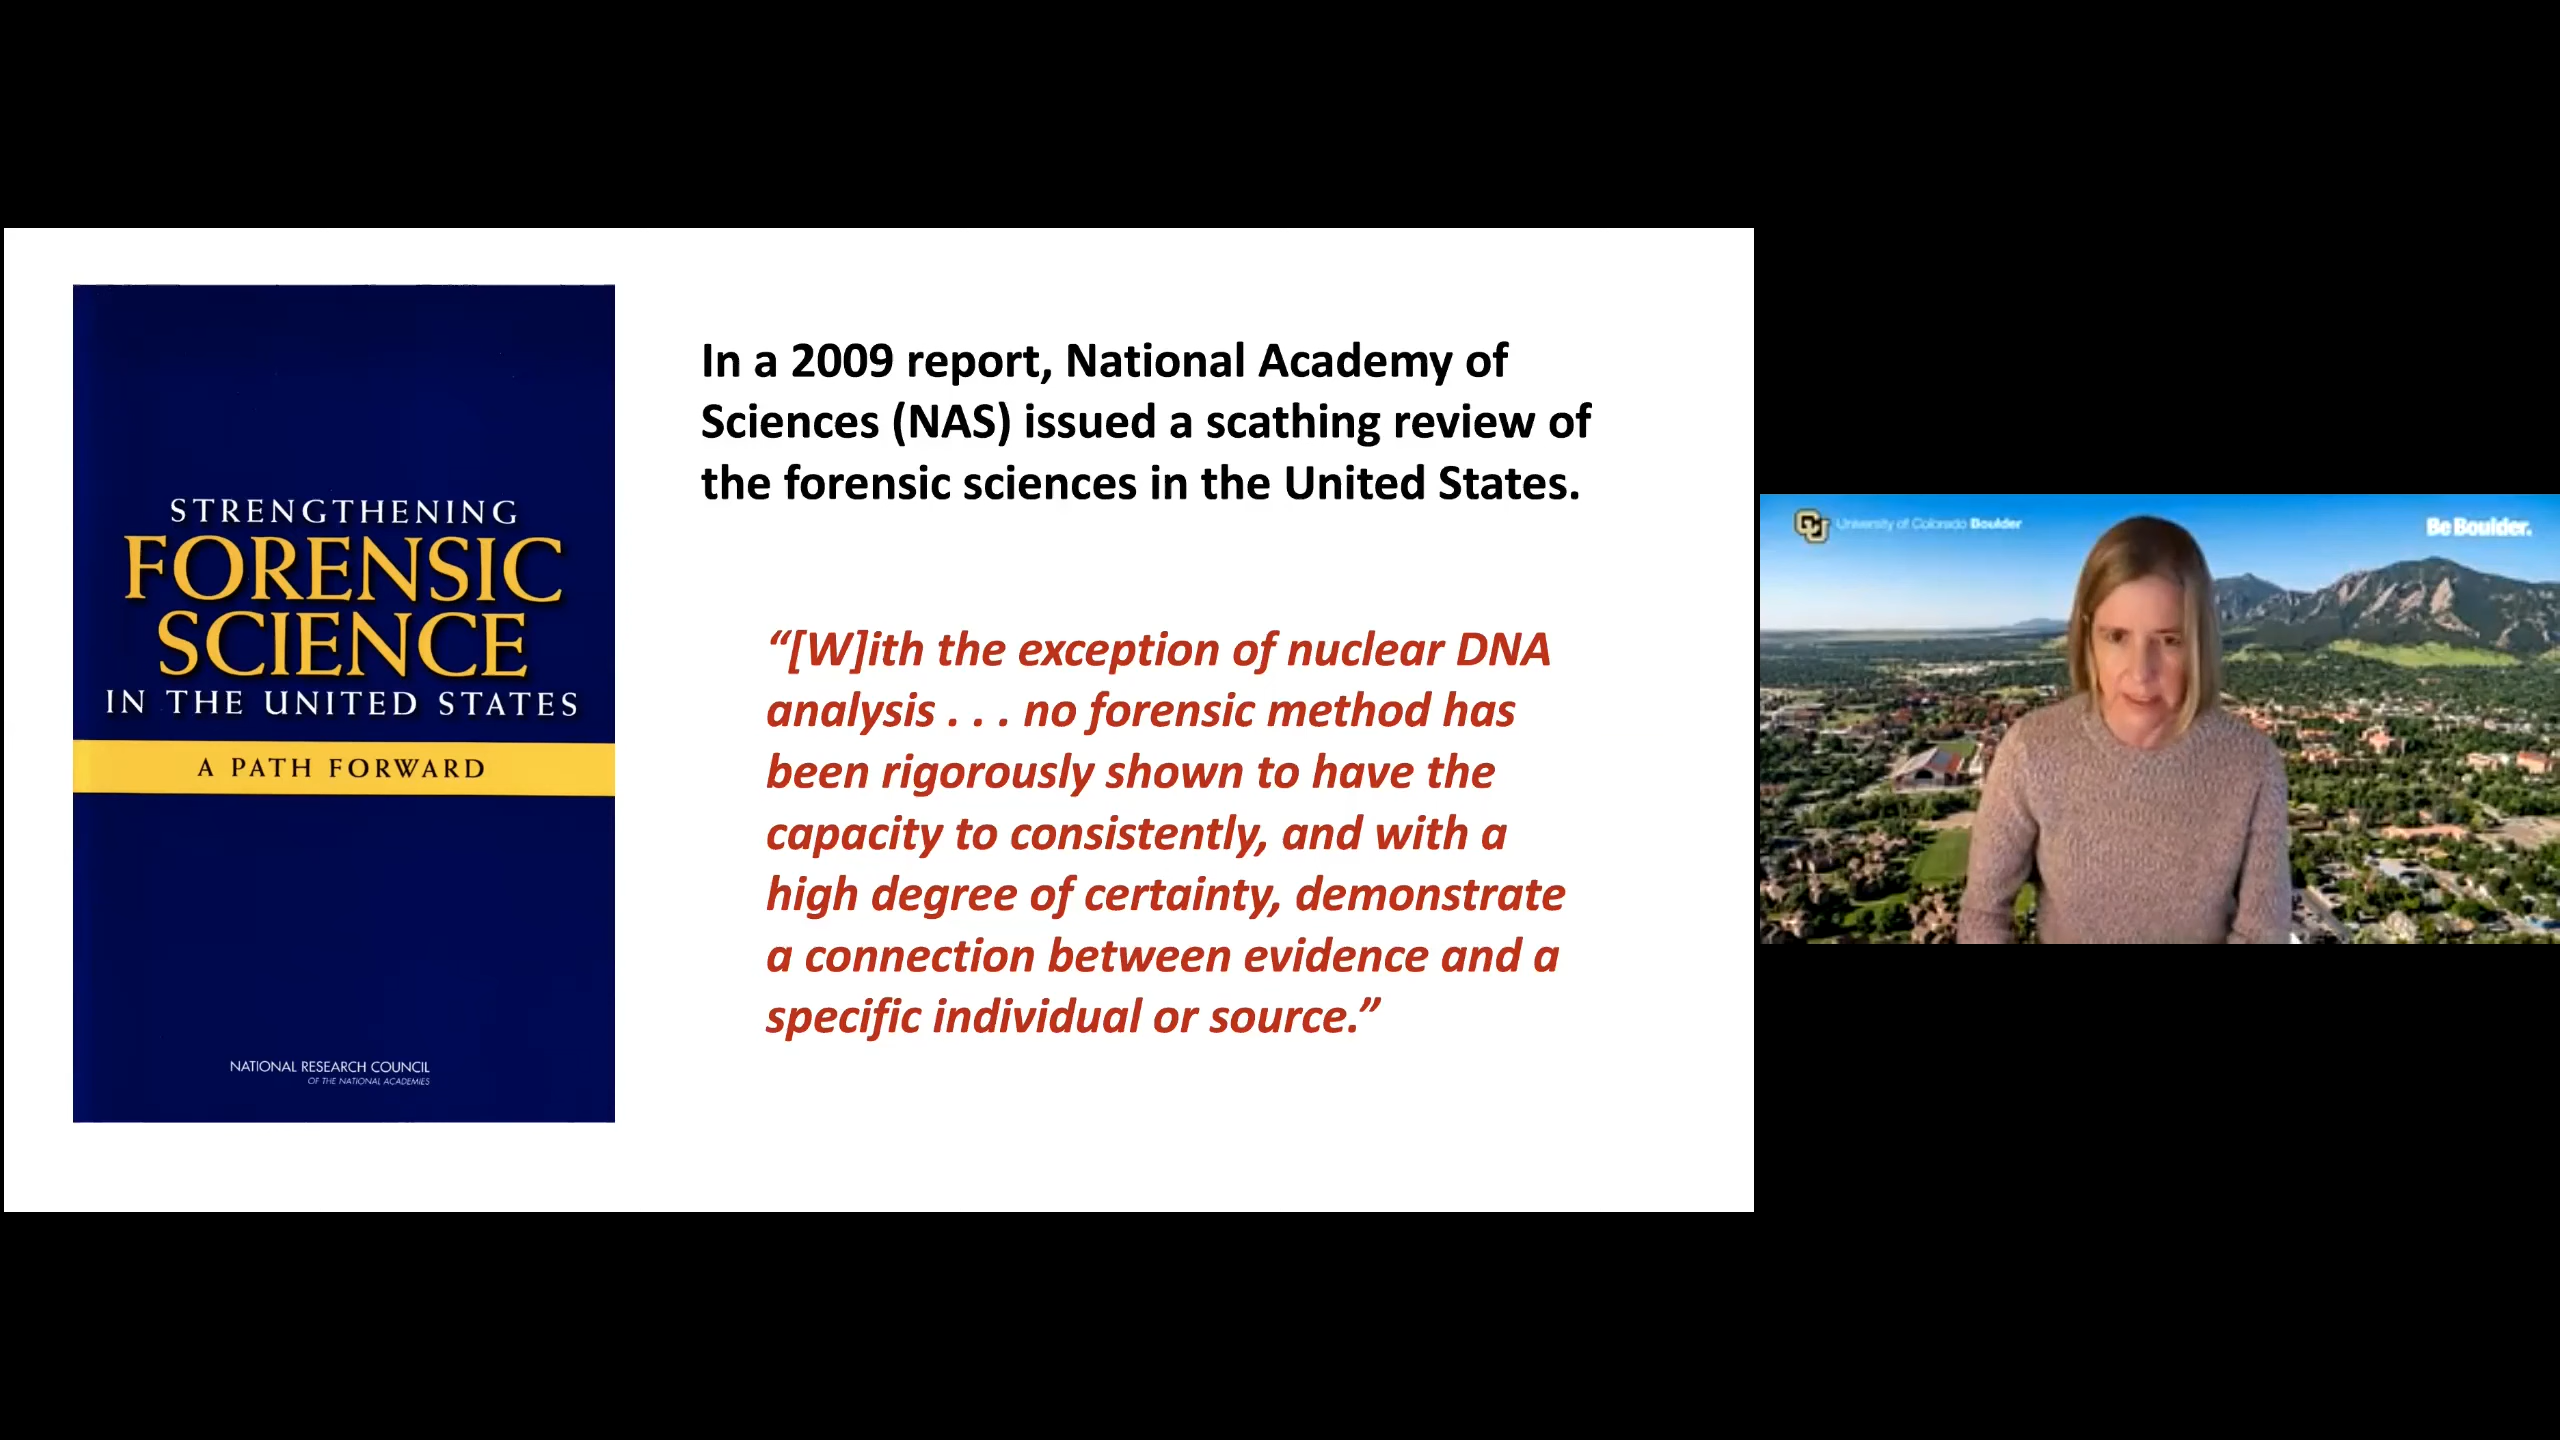 STRENGTHENING
FORENSIC
SCIENCE
IN THE UNITED STATES
A PATH FORWARD
NATIONAL RESEARCH COUNCIL
OF THE NATIONAL ACADEMIES
In a 2009 report, National Academy of
Sciences (NAS) issued a scathing review of
the forensic sciences in the United States.
“[W]ith the exception of nuclear DNA
analysis . . . no forensic method has
been rigorously shown to have the
capacity to consistently, and with a
high degree of certainty, demonstrate
a connection between evidence and a
specific individual or source.”
CU University of Colorado Boulder
Be Boulder.